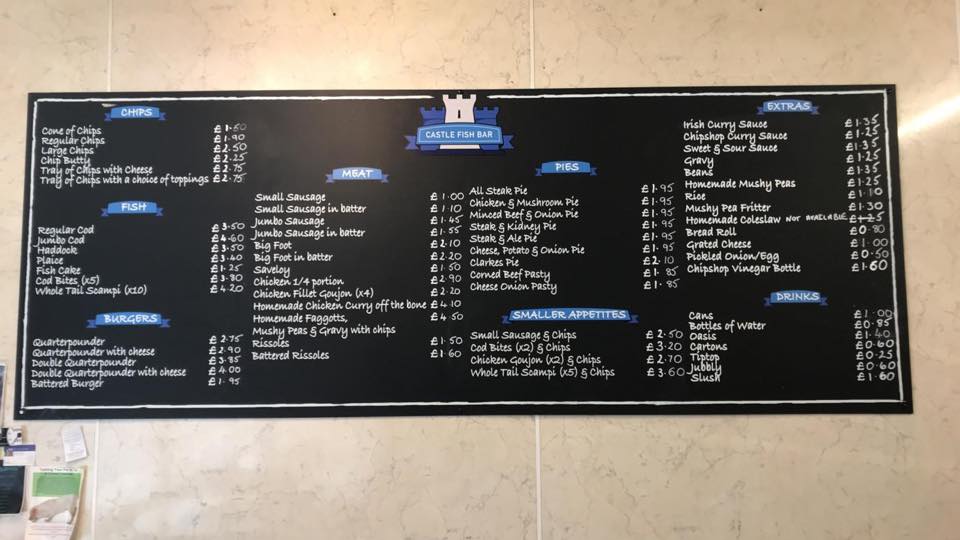 CASTLE FISH BAR
CHIPS
Cone of Chips £1.50
Regular Chips £1.90
Large Chips £2.50
Chip Butty £2.25
Tray of Chips with Cheese £2.75
Tray of Chips with a choice of toppings £2.75
FISH
Regular Cod £3.50
Jumbo Cod £4.60
Haddock £3.50
Plaice £3.40
Fish Cake £1.25
Cod Bites (x5) £3.80
Whole Tail Scampi (x10) £4.20
BURGERS
Quarterpounder £2.75
Quarterpounder with cheese £2.90
Double Quarterpounder £3.85
Double Quarterpounder with cheese £4.00
Battered Burger £1.95
MEAT
Small Sausage £1.00
Small Sausage in batter £1.10
Jumbo Sausage £1.45
Jumbo Sausage in batter £1.55
Big Foot £2.10
Big Foot in batter £2.20
Saveloy £1.50
Chicken 1/4 portion £2.90
Chicken Fillet Goujon (x4) £2.20
Homemade Chicken Curry off the bone £4.10
Homemade Faggotts, £4.50
Mushy Peas & Gravy with chips
Rissoles £1.50
Battered Rissoles £1.60
PIES
All Steak Pie £1.95
Chicken & Mushroom Pie £1.95
Minced Beef & Onion Pie £1.95
Steak & Kidney Pie £1.95
Steak & Ale Pie £1.95
Cheese, Potato & Onion Pie £1.95
Clarkes Pie £2.10
Corned Beef Pasty £1.85
Cheese Onion Pasty £1.85
SMALLER APPETITES
Small Sausage & Chips £2.50
Cod Bites (x2) & Chips £3.20
Chicken Goujon (x2) & Chips £2.70
Whole Tail Scampi (x5) & Chips £3.60
EXTRAS
Irish Curry Sauce £1.35
Chipshop Curry Sauce £1.25
Sweet & Sour Sauce £1.35
Gravy £1.25
Beans £1.35
Homemade Mushy Peas £1.25
Rice £1.10
Mushy Pea Fritter £1.30
Homemade Coleslaw NOT AVAILABLE £1.25
Bread Roll £0.80
Grated Cheese £1.00
Pickled Onion/Egg £0.50
Chipshop Vinegar Bottle £1.60
DRINKS
Cans £1.00
Bottles of Water £0.85
Oasis £1.40
Cartons £0.60
Tiptop £0.25
Jubbly £0.60
Slush £1.60